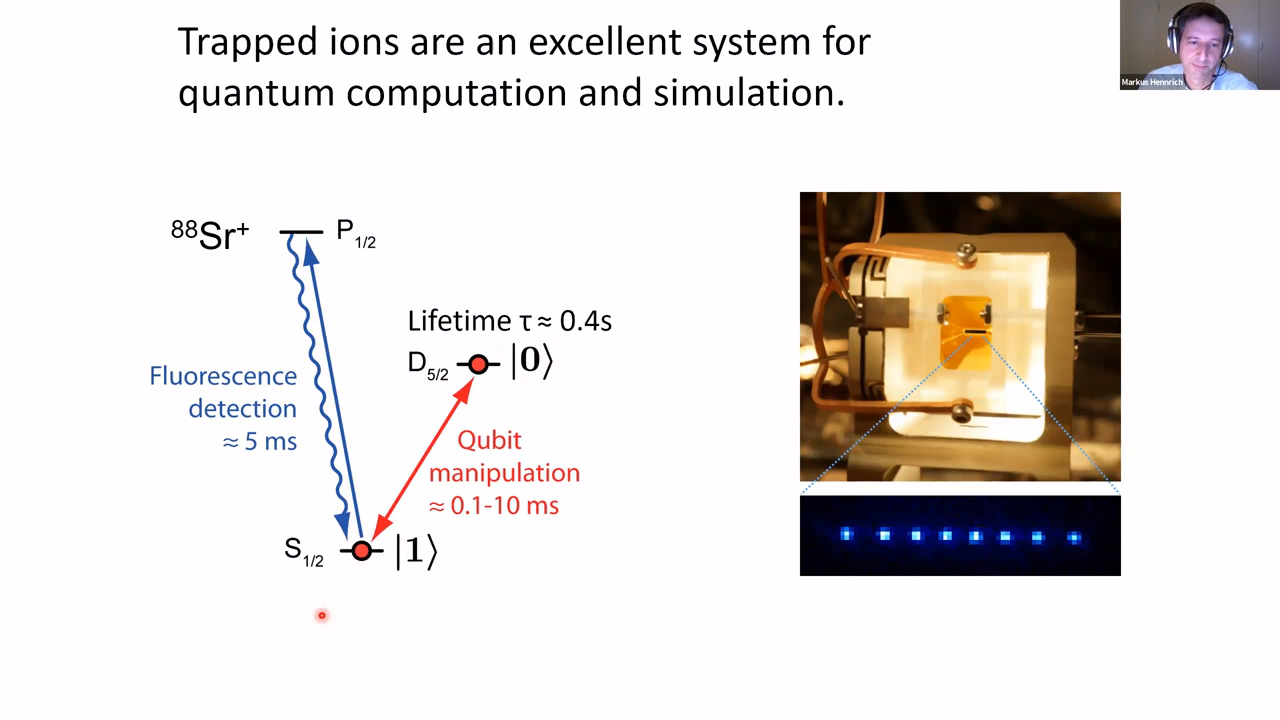 Trapped ions are an excellent system for
quantum computation and simulation.
Markus Hennrich
⁸⁸Sr⁺
P₁/₂
Lifetime τ ≈ 0.4s
D₅/₂
|0⟩
Fluorescence
detection
≈ 5 ms
Qubit
manipulation
≈ 0.1-10 ms
S₁/₂
|1⟩